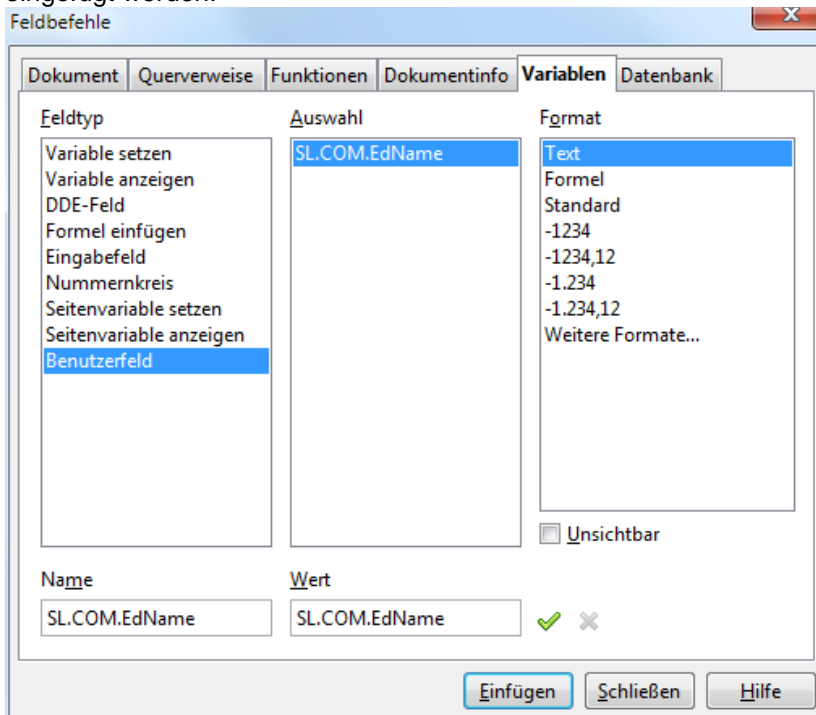 eingefügt werden.
Feldbefehle
Dokument Querverweise Funktionen Dokumentinfo Variablen Datenbank
Feldtyp
Variable setzen
Variable anzeigen
DDE-Feld
Formel einfügen
Eingabefeld
Nummernkreis
Seitenvariable setzen
Seitenvariable anzeigen
Benutzerfeld
Auswahl
SL.COM.EdName
Format
Text
Formel
Standard
-1234
-1234,12
-1.234
-1.234,12
Weitere Formate...
Unsichtbar
Name
SL.COM.EdName
Wert
SL.COM.EdName
Einfügen Schließen Hilfe